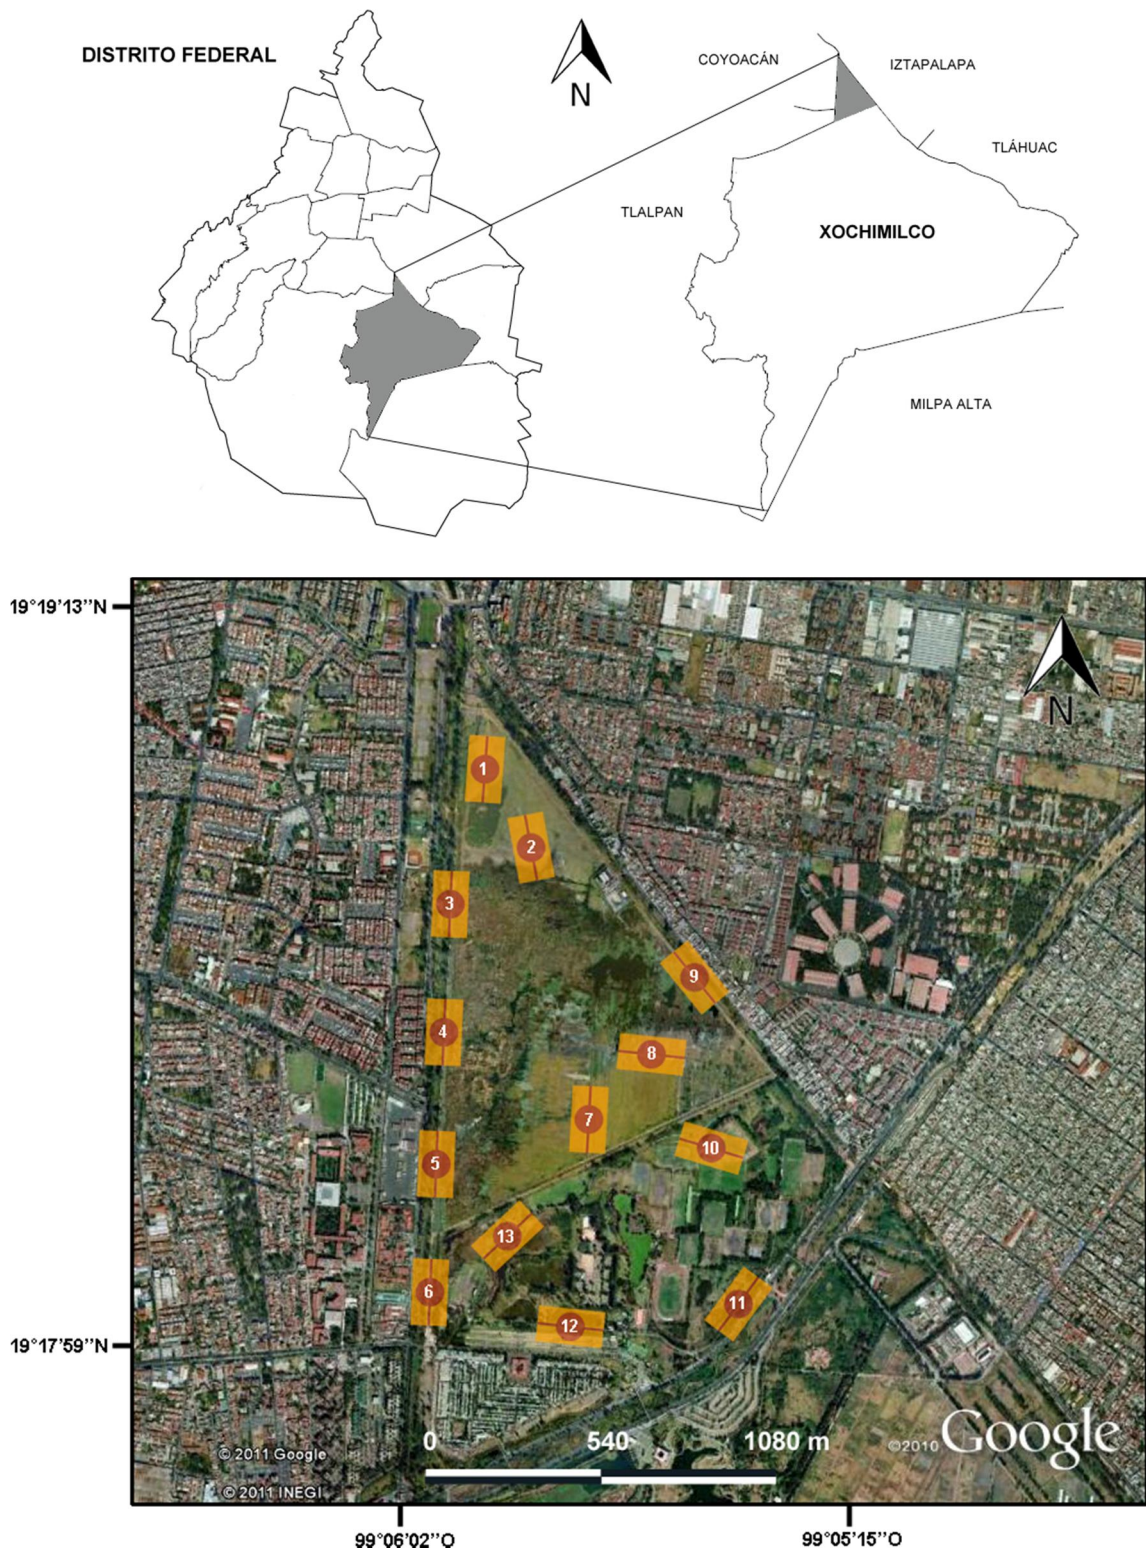 DISTRITO FEDERAL
N
COYOACÁN
IZTAPALAPA
TLÁHUAC
TLALPAN
XOCHIMILCO
MILPA ALTA
19°19'13''N
N
1
2
3
9
4
8
7
10
5
13
6
11
12
19°17'59''N
0 540 1080 m
©2010 Google
© 2011 Google
© 2011 INEGI
99°06'02''O 99°05'15''O